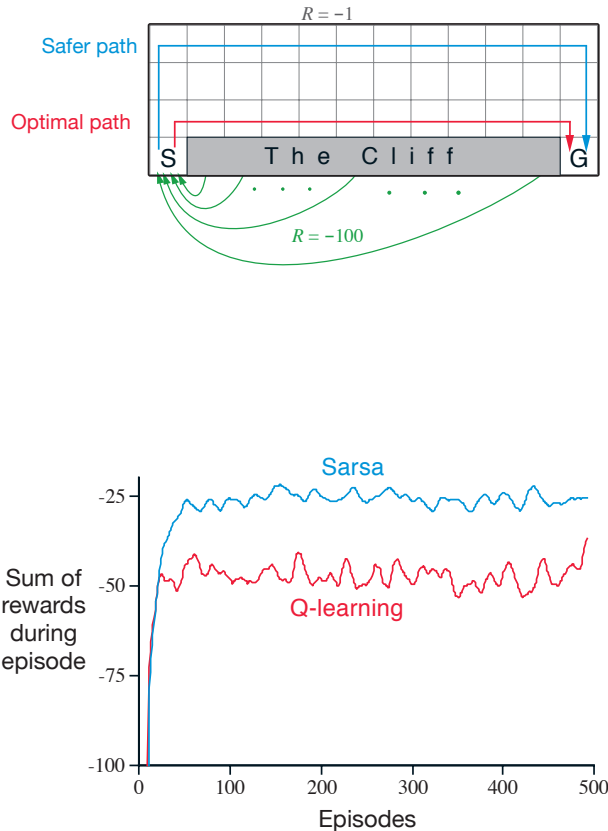 R = −1
Safer path
Optimal path
S
The Cliff
G
R = −100
Sarsa
-25
Sum of
rewards
during
episode
-50
Q-learning
-75
-100
0
100
200
300
400
500
Episodes